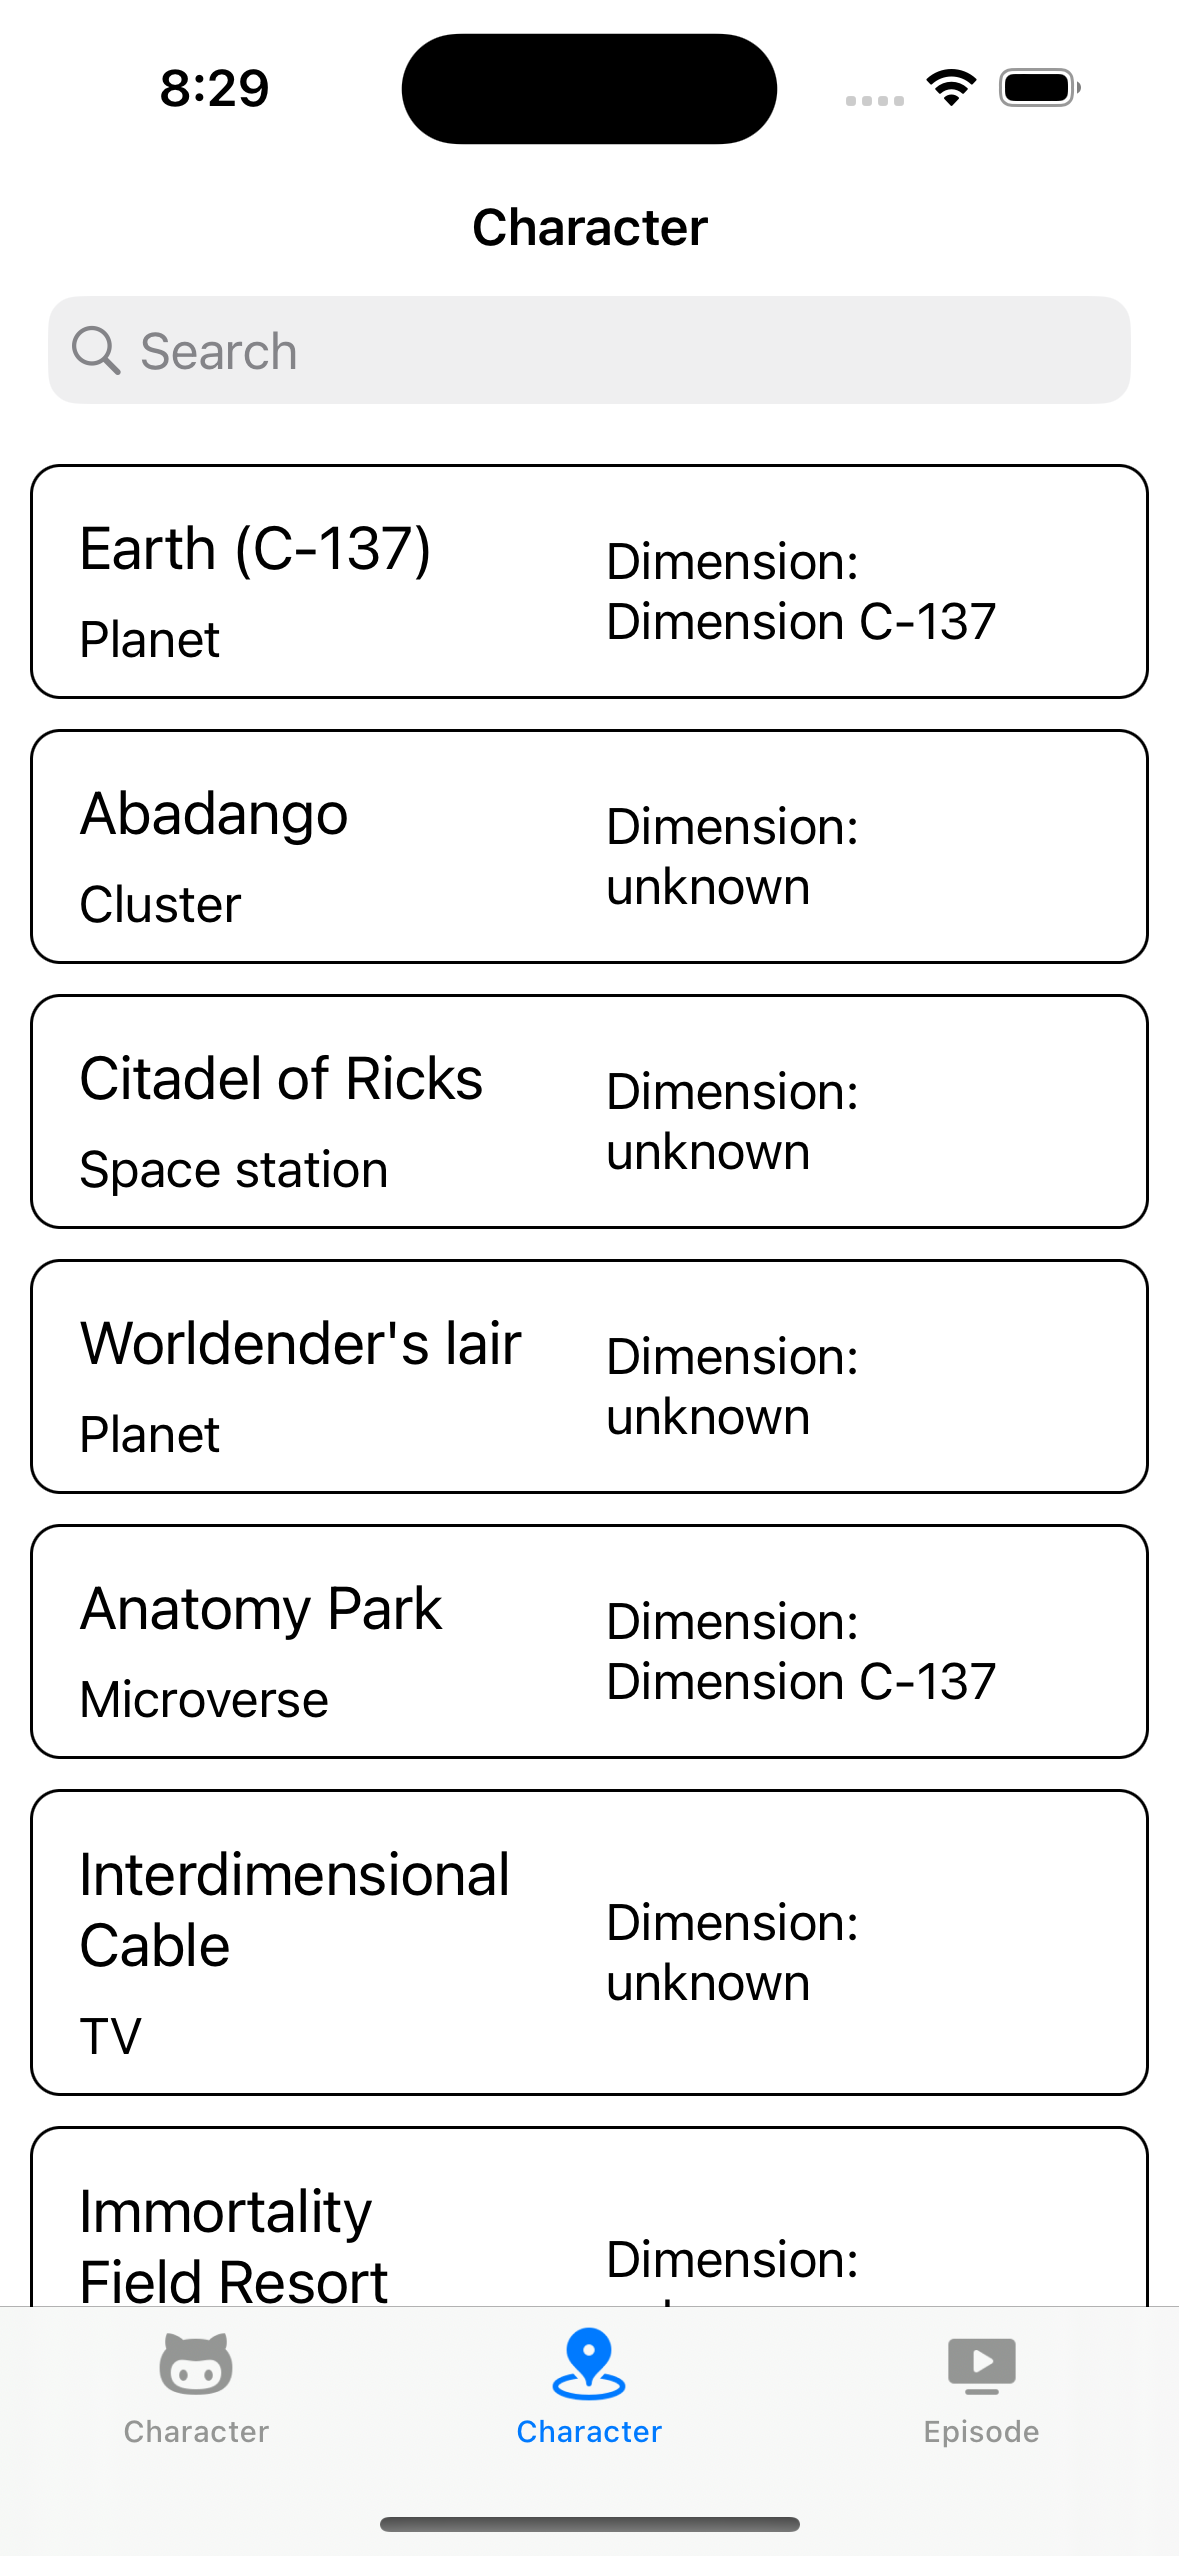 8:29
Character
Search
Earth (C-137)
Planet
Dimension:
Dimension C-137
Abadango
Cluster
Dimension:
unknown
Citadel of Ricks
Space station
Dimension:
unknown
Worldender's lair
Planet
Dimension:
unknown
Anatomy Park
Microverse
Dimension:
Dimension C-137
Interdimensional
Cable
TV
Dimension:
unknown
Immortality
Field Resort
Dimension:
Character
Character
Episode